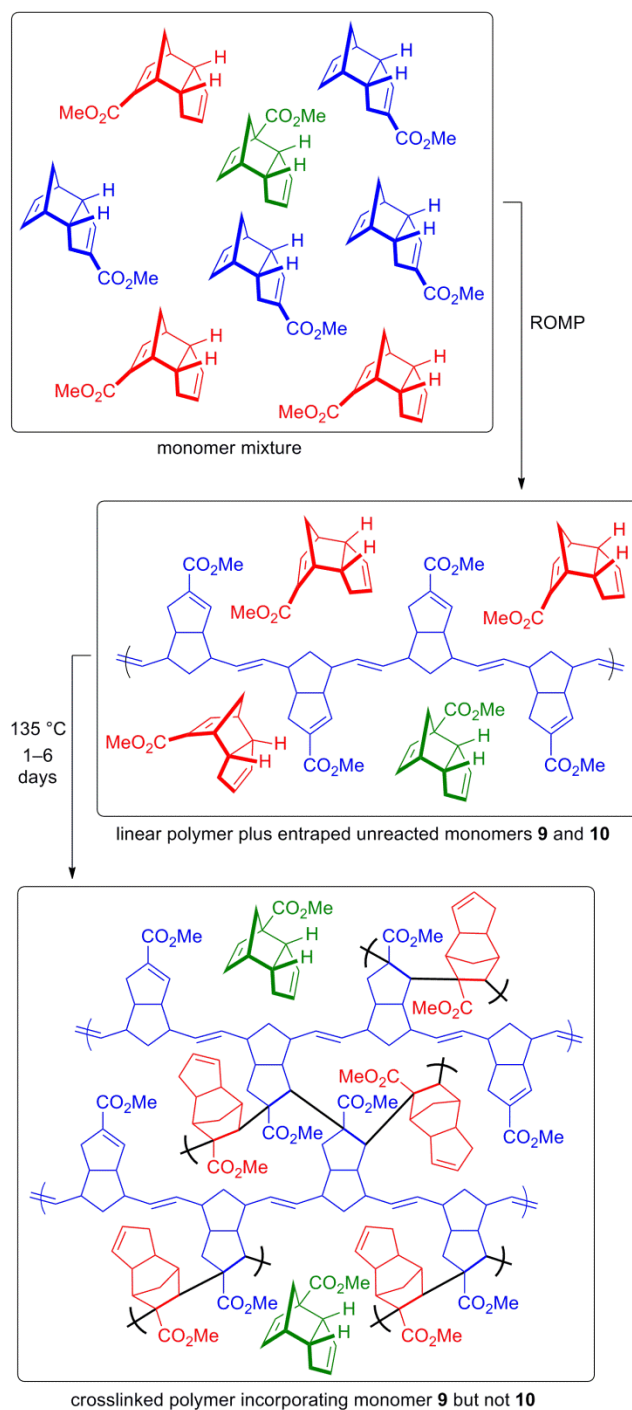 MeO₂C
H
H
CO₂Me
H
H
H
H
CO₂Me
H
H
CO₂Me
H
H
CO₂Me
H
H
CO₂Me
MeO₂C
H
H
MeO₂C
H
H
monomer mixture
ROMP
CO₂Me
MeO₂C
H
H
CO₂Me
MeO₂C
H
H
MeO₂C
H
H
CO₂Me
H
H
CO₂Me
CO₂Me
135 °C
1–6
days
linear polymer plus entraped unreacted monomers 9 and 10
CO₂Me
CO₂Me
H
H
CO₂Me
MeO₂C
MeO₂C
CO₂Me
CO₂Me
CO₂Me
CO₂Me
CO₂Me
CO₂Me
CO₂Me
CO₂Me
H
H
CO₂Me
CO₂Me
CO₂Me
crosslinked polymer incorporating monomer 9 but not 10